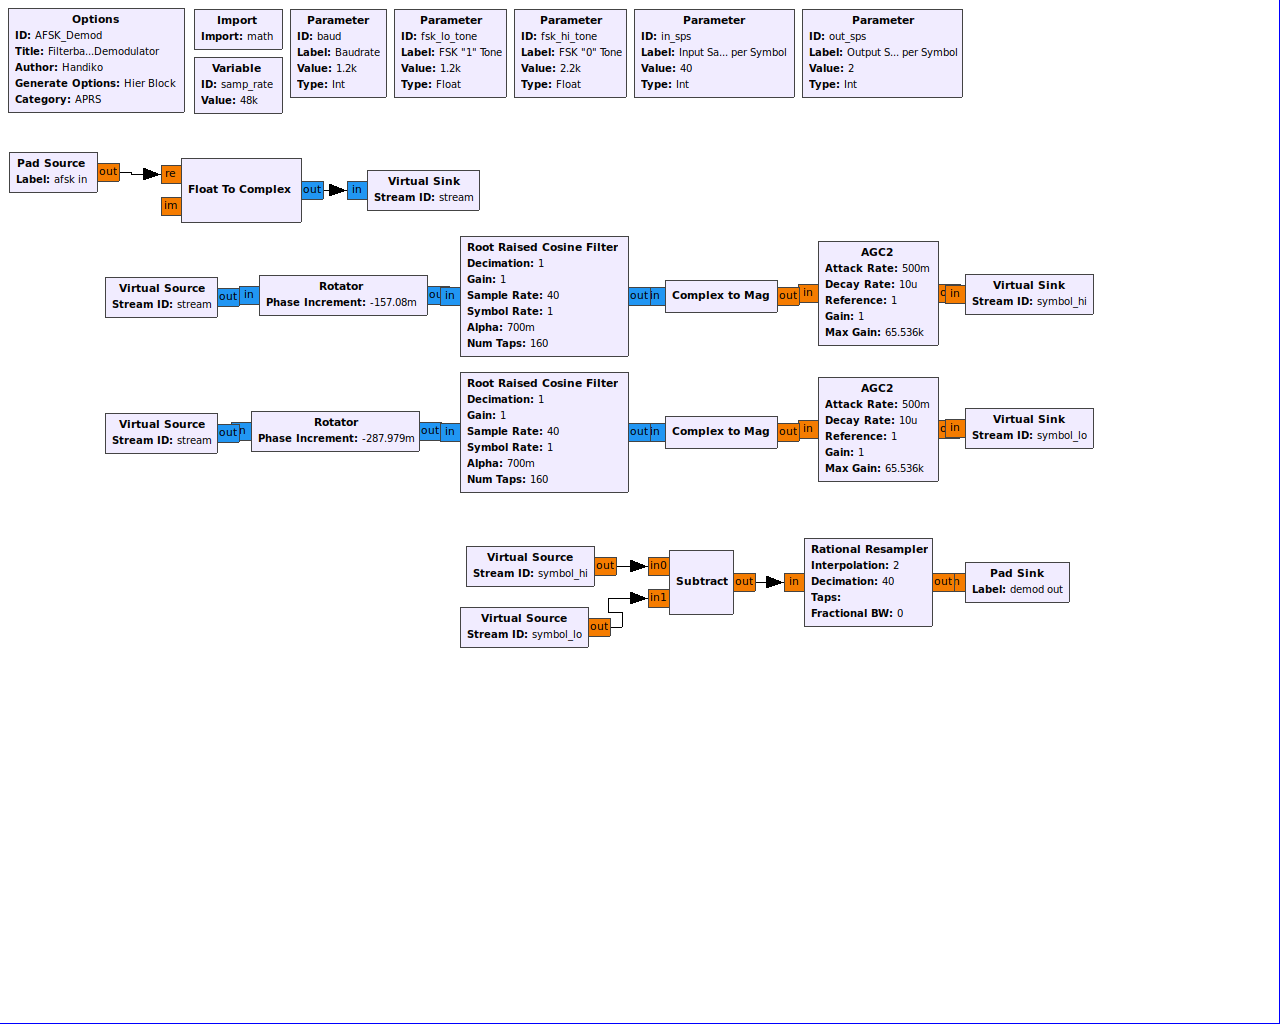 Options
ID: AFSK_Demod
Title: Filterba...Demodulator
Author: Handiko
Generate Options: Hier Block
Category: APRS
Import
Import: math
Variable
ID: samp_rate
Value: 48k
Parameter
ID: baud
Label: Baudrate
Value: 1.2k
Type: Int
Parameter
ID: fsk_lo_tone
Label: FSK "1" Tone
Value: 1.2k
Type: Float
Parameter
ID: fsk_hi_tone
Label: FSK "0" Tone
Value: 2.2k
Type: Float
Parameter
ID: in_sps
Label: Input Sa... per Symbol
Value: 40
Type: Int
Parameter
ID: out_sps
Label: Output S... per Symbol
Value: 2
Type: Int
Pad Source
Label: afsk in
out
re
im
Float To Complex
out
in
Virtual Sink
Stream ID: stream
Virtual Source
Stream ID: stream
out
in
Rotator
Phase Increment: -157.08m
in
Root Raised Cosine Filter
Decimation: 1
Gain: 1
Sample Rate: 40
Symbol Rate: 1
Alpha: 700m
Num Taps: 160
out
in
Complex to Mag
out
in
AGC2
Attack Rate: 500m
Decay Rate: 10u
Reference: 1
Gain: 1
Max Gain: 65.536k
in
Virtual Sink
Stream ID: symbol_hi
Virtual Source
Stream ID: stream
out
Rotator
Phase Increment: -287.979m
out
in
Root Raised Cosine Filter
Decimation: 1
Gain: 1
Sample Rate: 40
Symbol Rate: 1
Alpha: 700m
Num Taps: 160
out
in
Complex to Mag
out
in
AGC2
Attack Rate: 500m
Decay Rate: 10u
Reference: 1
Gain: 1
Max Gain: 65.536k
in
Virtual Sink
Stream ID: symbol_lo
Virtual Source
Stream ID: symbol_hi
out
Virtual Source
Stream ID: symbol_lo
out
in0
in1
Subtract
out
in
Rational Resampler
Interpolation: 2
Decimation: 40
Taps:
Fractional BW: 0
out
Pad Sink
Label: demod out